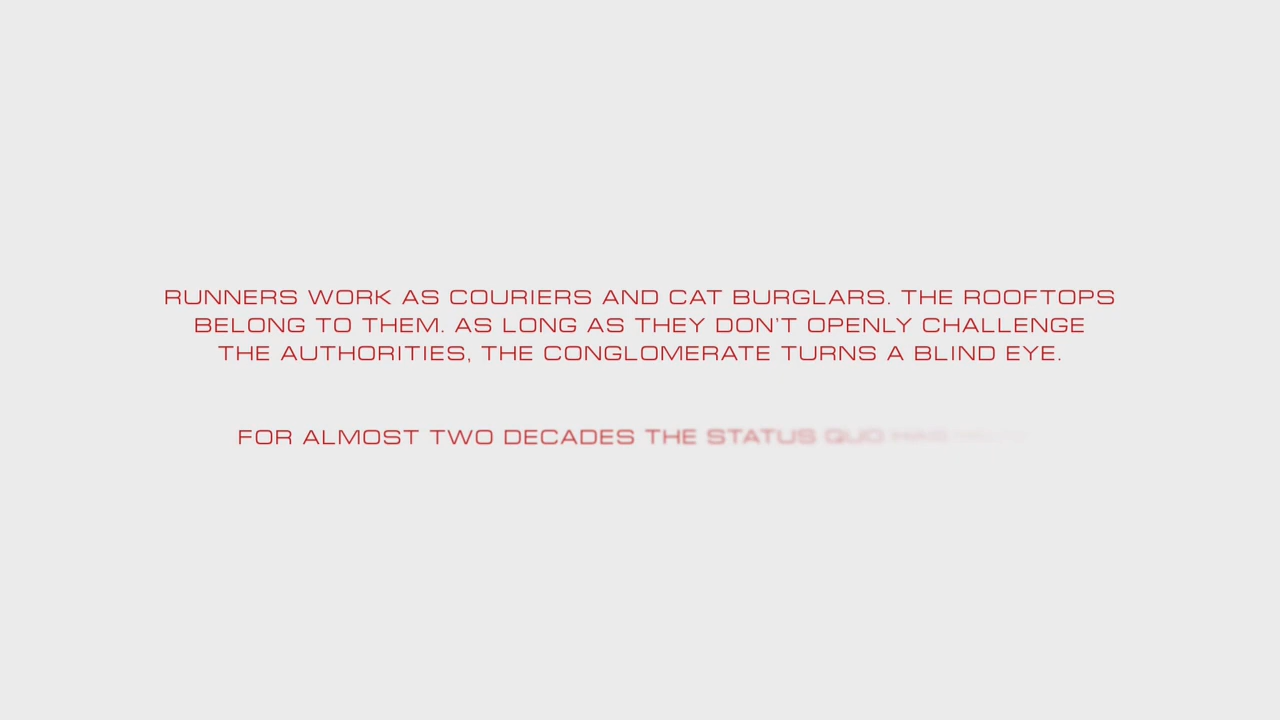 RUNNERS WORK AS COURIERS AND CAT BURGLARS. THE ROOFTOPS
BELONG TO THEM. AS LONG AS THEY DON'T OPENLY CHALLENGE
THE AUTHORITIES, THE CONGLOMERATE TURNS A BLIND EYE.
FOR ALMOST TWO DECADES THE STATUS QUO